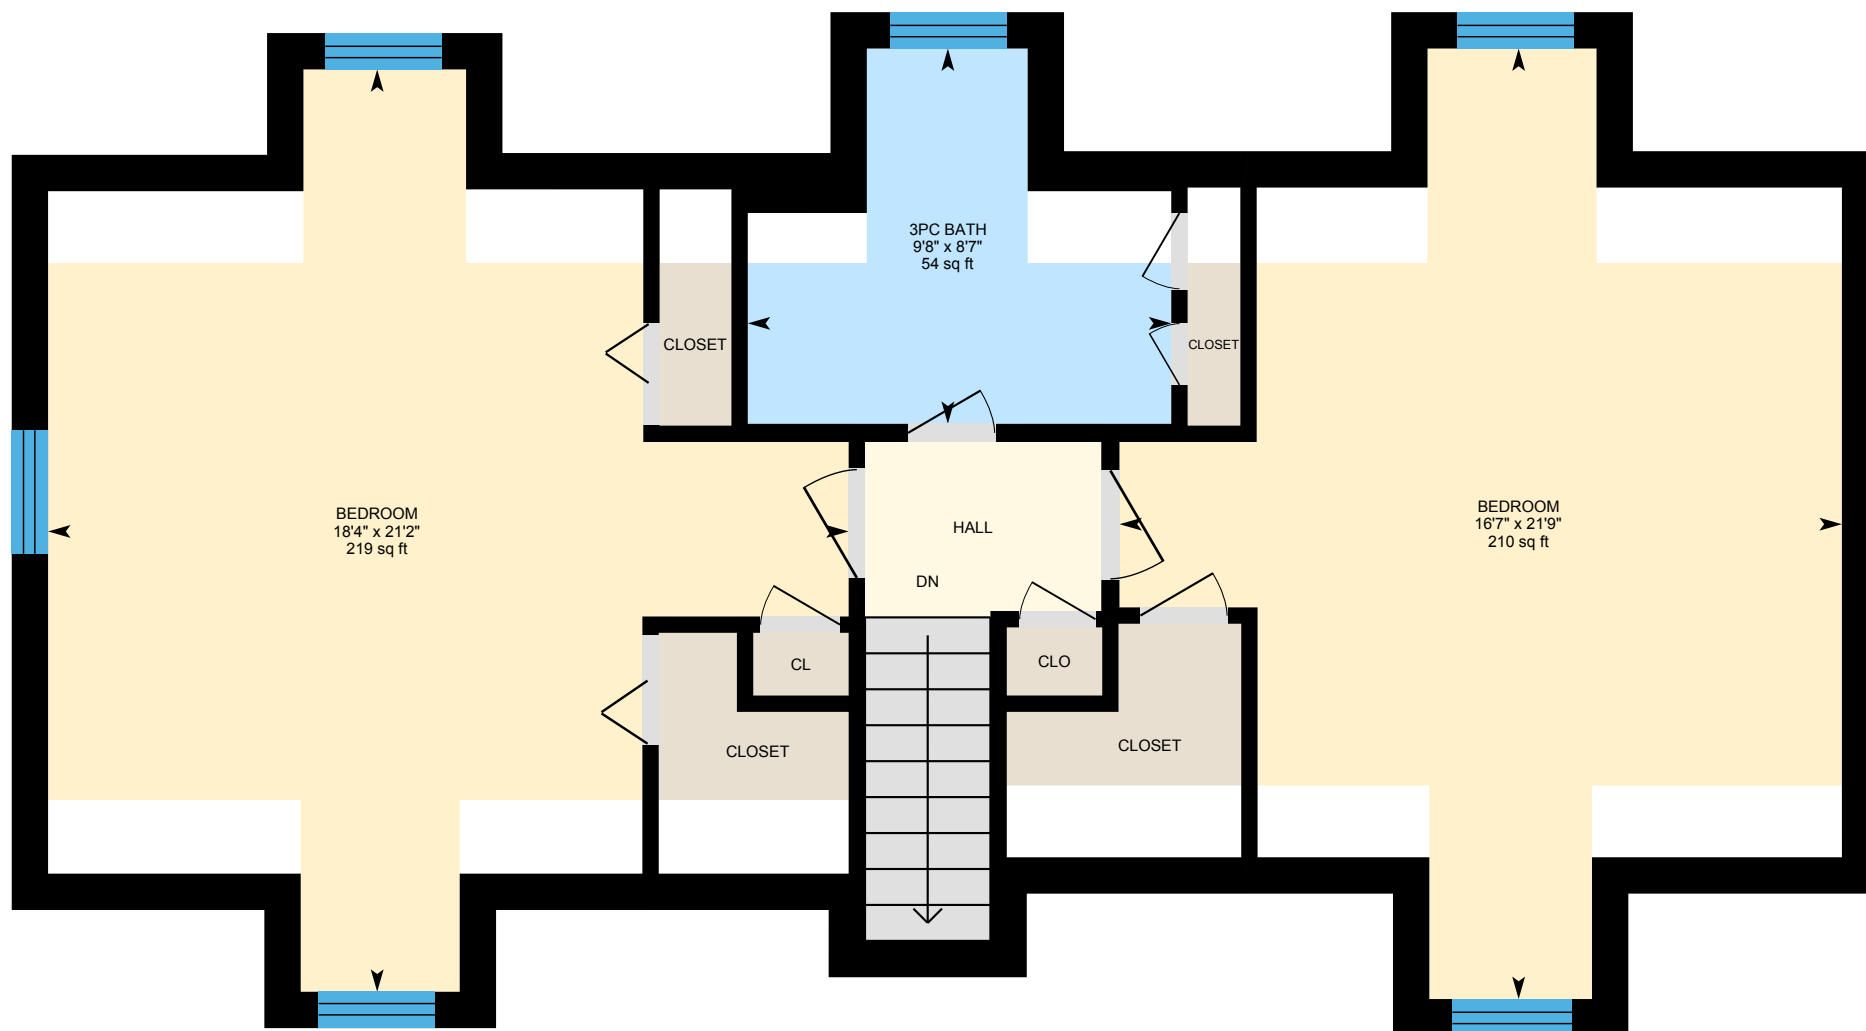 3PC BATH
9'8" x 8'7"
54 sq ft
CLOSET
CLOSET
BEDROOM
18'4" x 21'2"
219 sq ft
HALL
DN
BEDROOM
16'7" x 21'9"
210 sq ft
CL
CLO
CLOSET
CLOSET